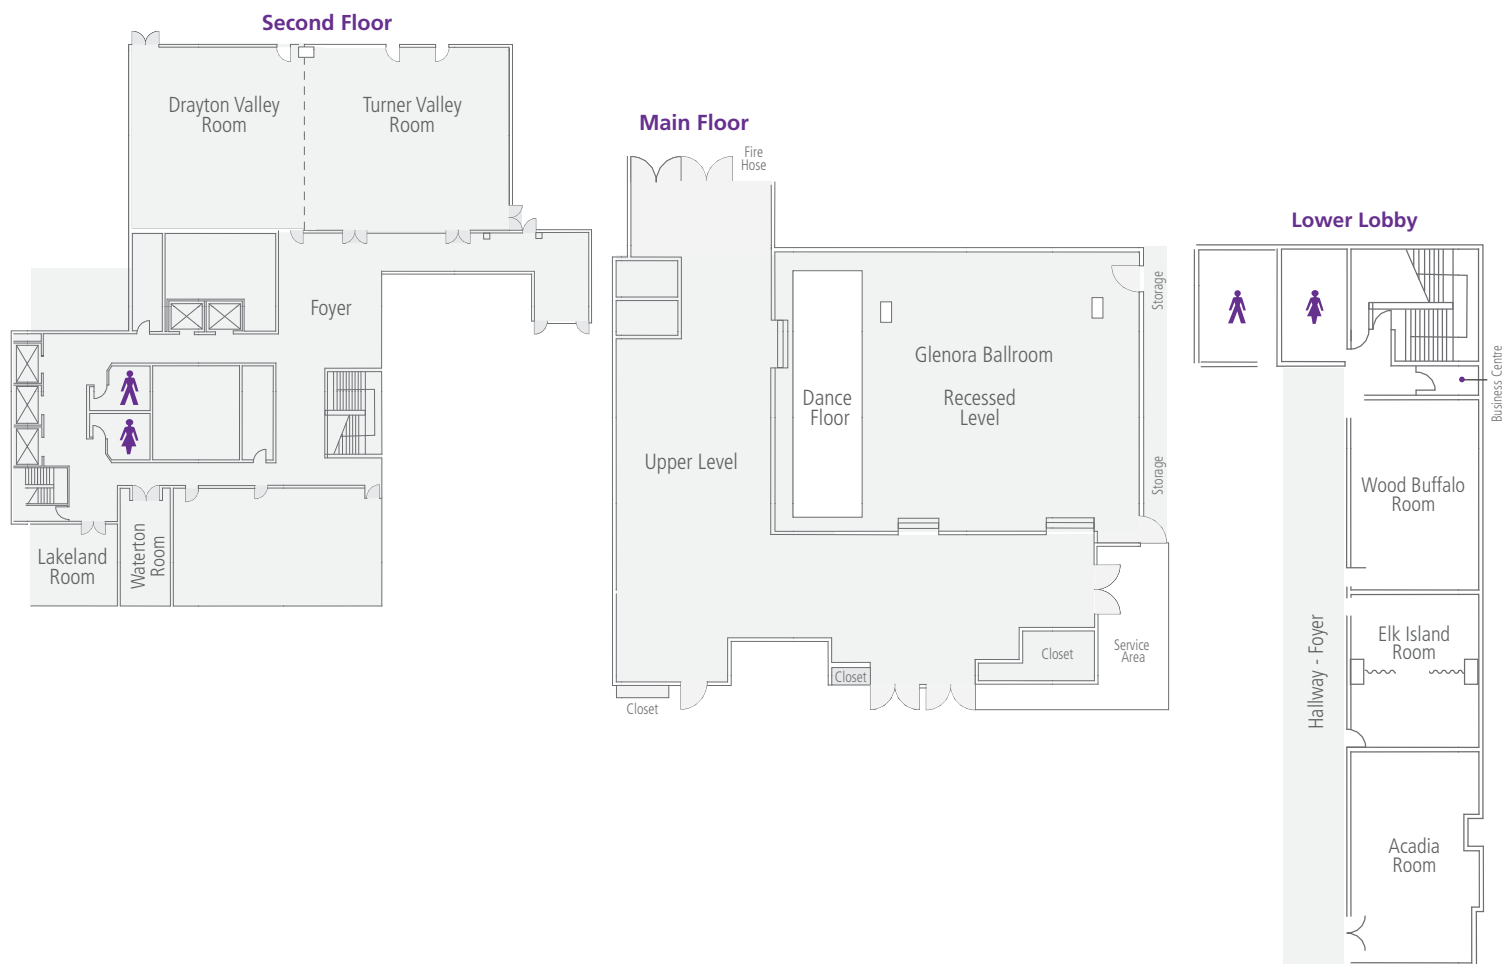 Second Floor
Drayton Valley
Room
Turner Valley
Room
Foyer
Lakeland
Room
Waterton
Room
Main Floor
Fire
Hose
Storage
Glenora Ballroom
Dance
Floor
Recessed
Level
Upper Level
Storage
Closet
Service
Area
Closet
Closet
Lower Lobby
Business Centre
Wood Buffalo
Room
Elk Island
Room
Hallway - Foyer
Acadia
Room